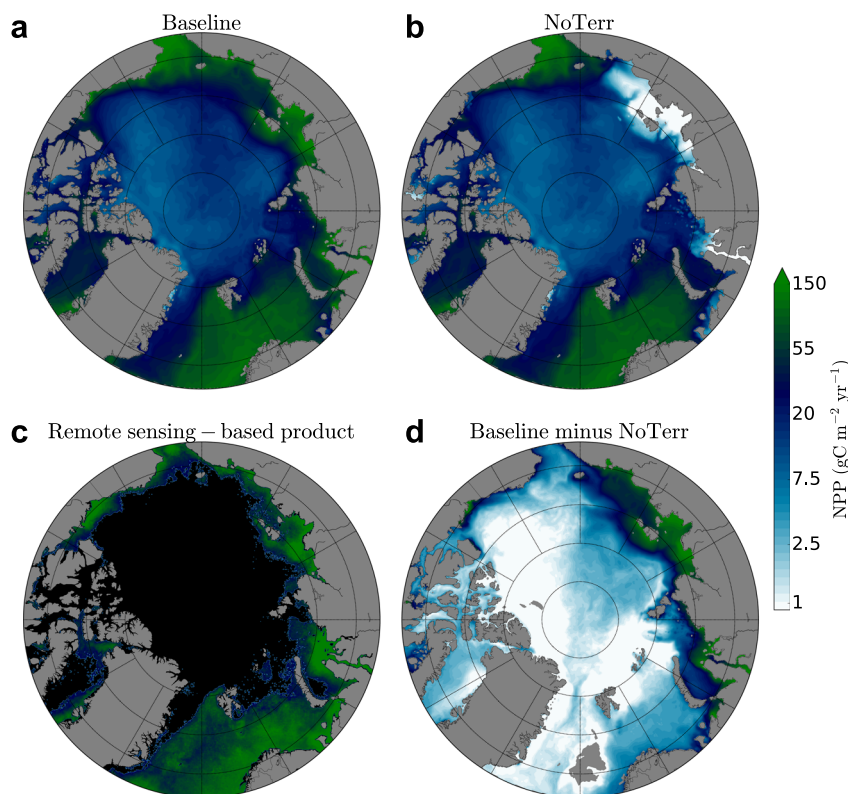 a Baseline
b NoTerr
c Remote sensing – based product
d Baseline minus NoTerr
150
55
20
7.5
2.5
1
NPP (gC m⁻² yr⁻¹)